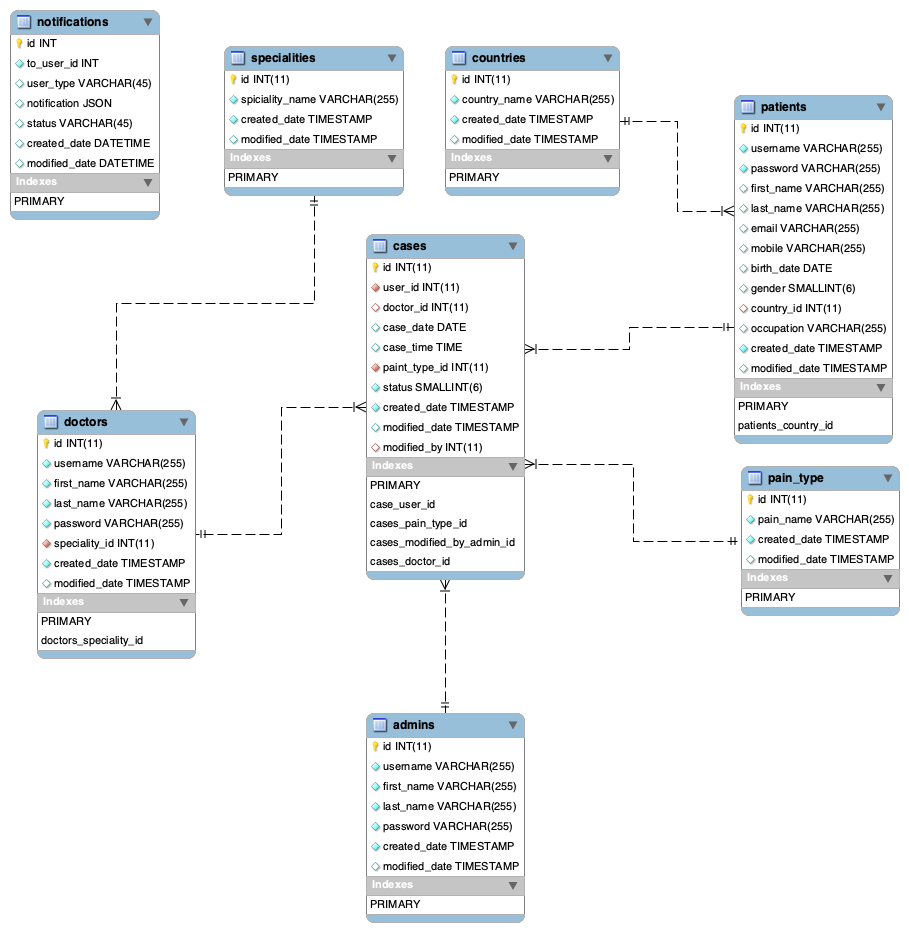 notifications
id INT
to_user_id INT
user_type VARCHAR(45)
notification JSON
status VARCHAR(45)
created_date DATETIME
modified_date DATETIME
Indexes
PRIMARY
specialities
id INT(11)
spiciality_name VARCHAR(255)
created_date TIMESTAMP
modified_date TIMESTAMP
Indexes
PRIMARY
countries
id INT(11)
country_name VARCHAR(255)
created_date TIMESTAMP
modified_date TIMESTAMP
Indexes
PRIMARY
patients
id INT(11)
username VARCHAR(255)
password VARCHAR(255)
first_name VARCHAR(255)
last_name VARCHAR(255)
email VARCHAR(255)
mobile VARCHAR(255)
birth_date DATE
gender SMALLINT(6)
country_id INT(11)
occupation VARCHAR(255)
created_date TIMESTAMP
modified_date TIMESTAMP
Indexes
PRIMARY
patients_country_id
cases
id INT(11)
user_id INT(11)
doctor_id INT(11)
case_date DATE
case_time TIME
paint_type_id INT(11)
status SMALLINT(6)
created_date TIMESTAMP
modified_date TIMESTAMP
modified_by INT(11)
Indexes
PRIMARY
case_user_id
cases_pain_type_id
cases_modified_by_admin_id
cases_doctor_id
doctors
id INT(11)
username VARCHAR(255)
first_name VARCHAR(255)
last_name VARCHAR(255)
password VARCHAR(255)
speciality_id INT(11)
created_date TIMESTAMP
modified_date TIMESTAMP
Indexes
PRIMARY
doctors_speciality_id
pain_type
id INT(11)
pain_name VARCHAR(255)
created_date TIMESTAMP
modified_date TIMESTAMP
Indexes
PRIMARY
admins
id INT(11)
username VARCHAR(255)
first_name VARCHAR(255)
last_name VARCHAR(255)
password VARCHAR(255)
created_date TIMESTAMP
modified_date TIMESTAMP
Indexes
PRIMARY